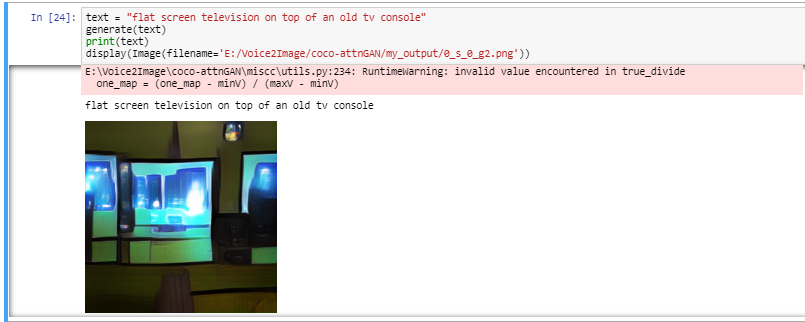 In [24]: text = "flat screen television on top of an old tv console"
generate(text)
print(text)
display(Image(filename='E:/Voice2Image/coco-attnGAN/my_output/0_s_0_g2.png'))
E:\Voice2Image\coco-attnGAN\miscc\utils.py:234: RuntimeWarning: invalid value encountered in true_divide
  one_map = (one_map - minV) / (maxV - minV)
flat screen television on top of an old tv console